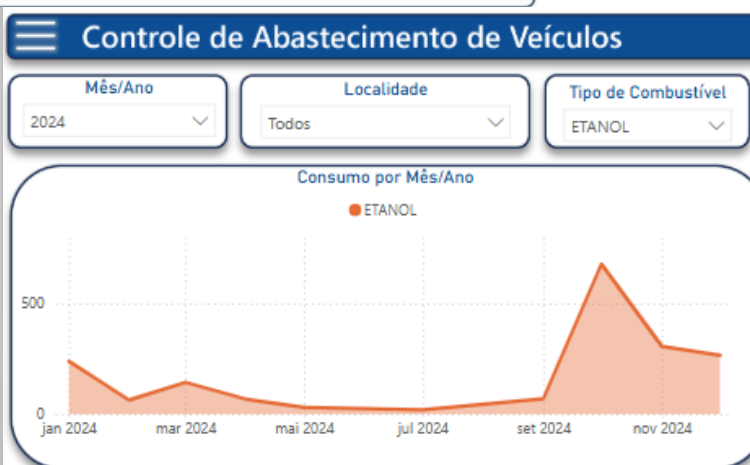 Controle de Abastecimento de Veículos
Mês/Ano
2024
Localidade
Todos
Tipo de Combustível
ETANOL
Consumo por Mês/Ano
ETANOL
500
0
jan 2024
mar 2024
mai 2024
jul 2024
set 2024
nov 2024